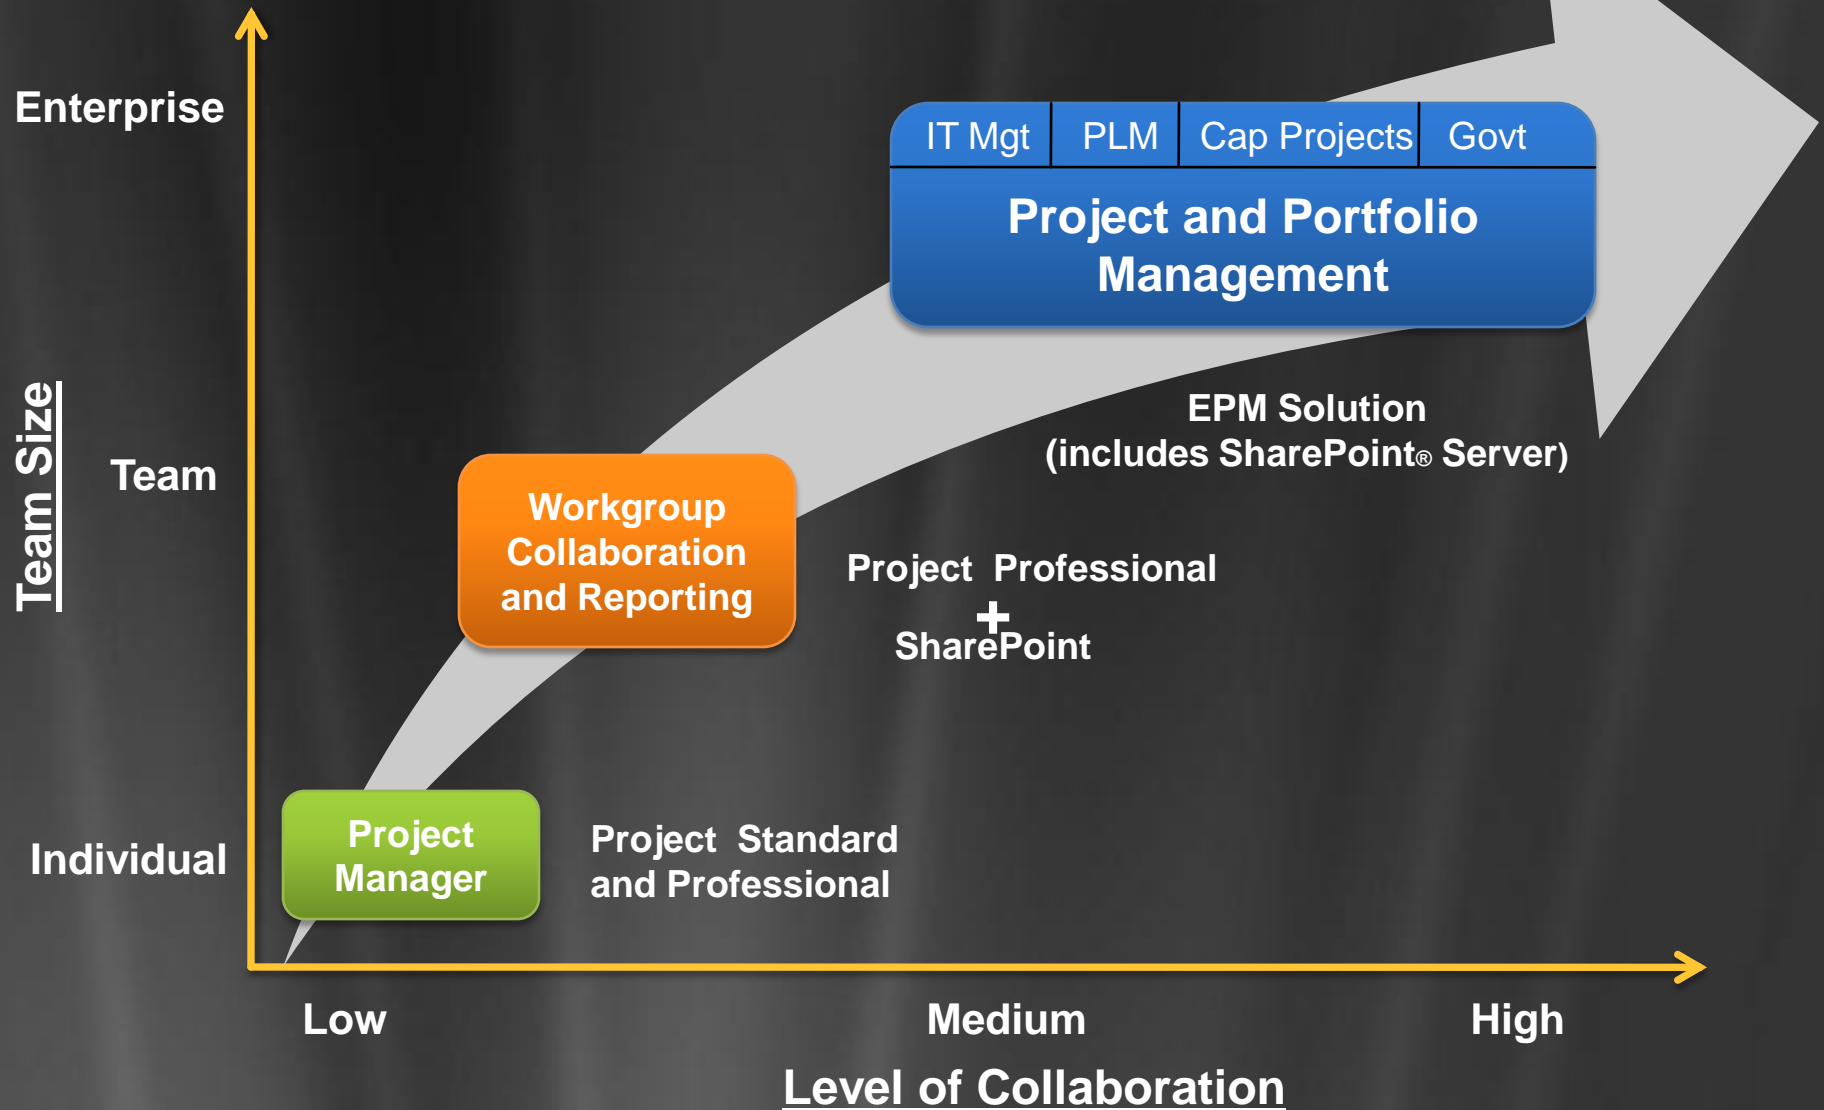 Enterprise
IT Mgt
PLM
Cap Projects
Govt
Project and Portfolio
Management
EPM Solution
(includes SharePoint® Server)
Team Size
Team
Workgroup
Collaboration
and Reporting
Project Professional
+
SharePoint
Individual
Project
Manager
Project Standard
and Professional
Low
Medium
High
Level of Collaboration